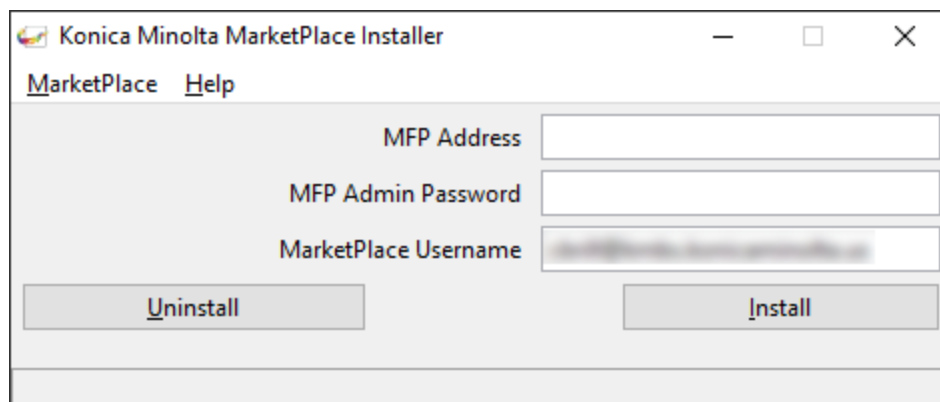 Konica Minolta MarketPlace Installer
MarketPlace Help
MFP Address
MFP Admin Password
MarketPlace Username
Uninstall Install